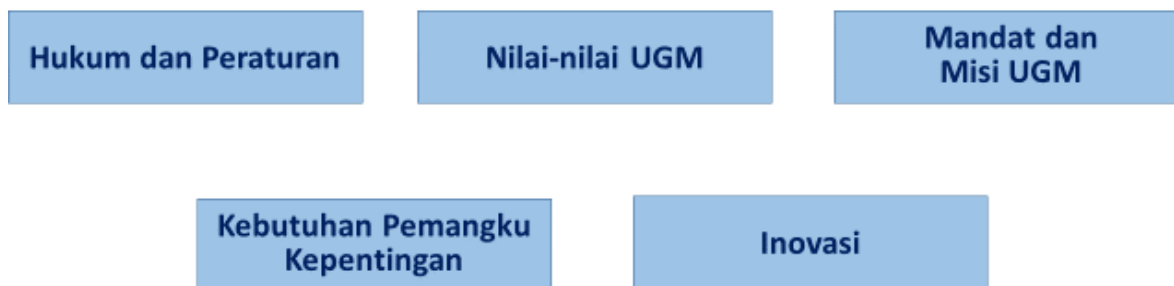 Hukum dan Peraturan
Nilai-nilai UGM
Mandat dan
Misi UGM
Kebutuhan Pemangku
Kepentingan
Inovasi